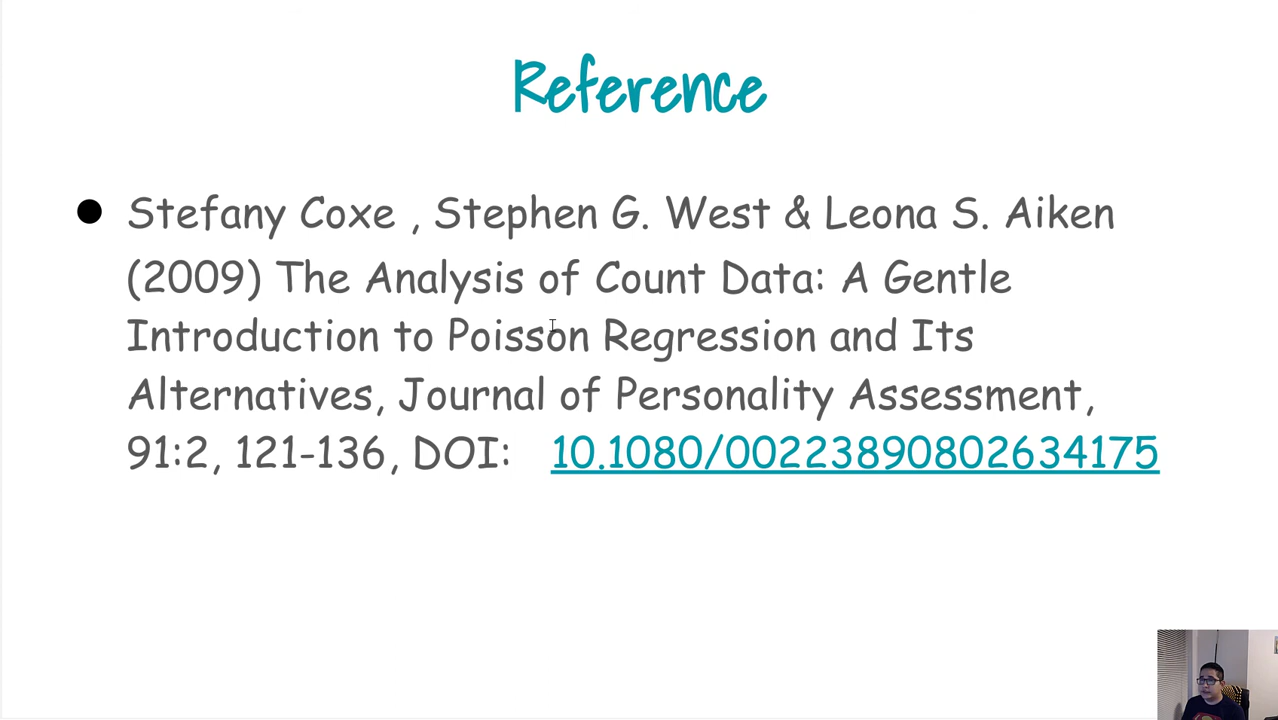 Reference
● Stefany Coxe , Stephen G. West & Leona S. Aiken
(2009) The Analysis of Count Data: A Gentle
Introduction to Poisson Regression and Its
Alternatives, Journal of Personality Assessment,
91:2, 121-136, DOI: 10.1080/00223890802634175